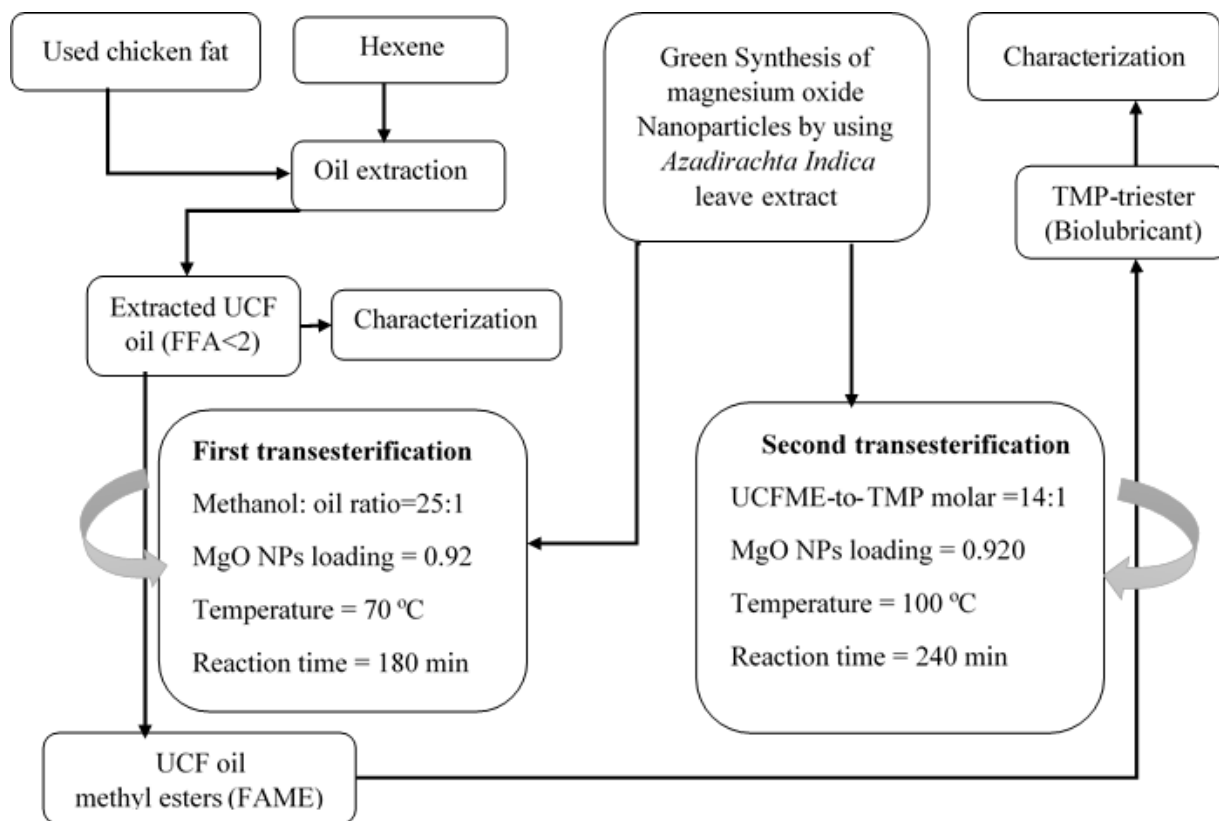 Used chicken fat
Hexene
Oil extraction
Extracted UCF
oil (FFA<2)
Characterization
Green Synthesis of
magnesium oxide
Nanoparticles by using
Azadirachta Indica
leave extract
Characterization
TMP-triester
(Biolubricant)
First transesterification
Methanol: oil ratio=25:1
MgO NPs loading = 0.92
Temperature = 70 ºC
Reaction time = 180 min
Second transesterification
UCFME-to-TMP molar =14:1
MgO NPs loading = 0.920
Temperature = 100 ºC
Reaction time = 240 min
UCF oil
methyl esters (FAME)